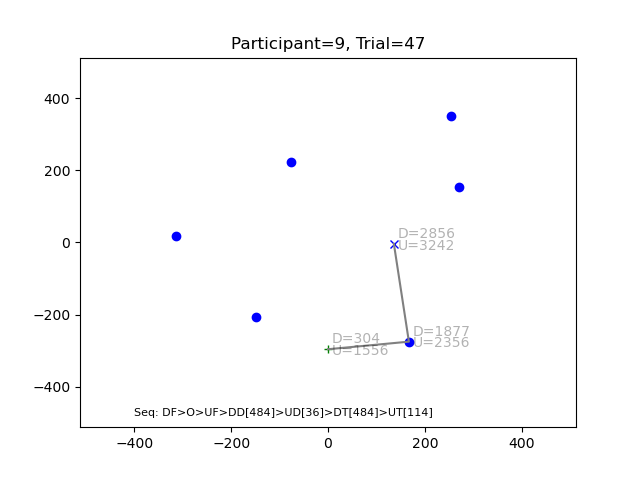 Participant=9, Trial=47
400
200
0
−200
−400
D=2856
U=3242
D=1877
U=2356
D=304
U=1556
Seq: DF>O>UF>DD[484]>UD[36]>DT[484]>UT[114]
−400
−200
0
200
400